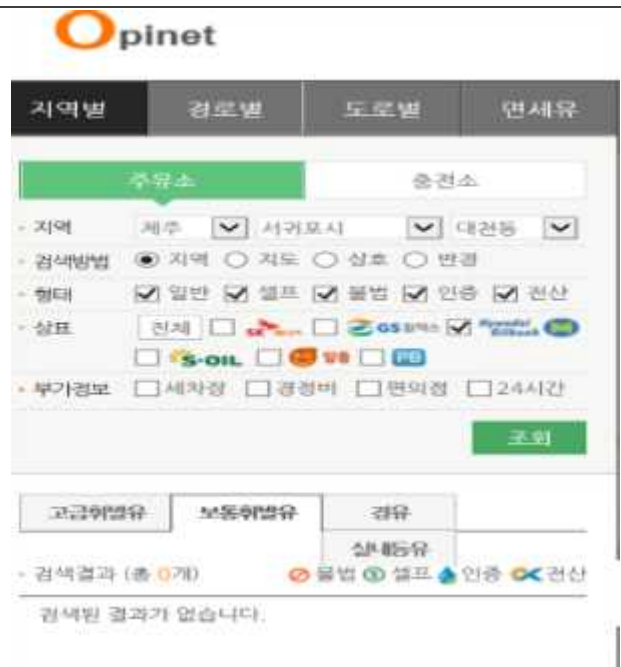 Opinet
지역별 경로별 도로별 면세유
주유소 충전소
지역 제주 서귀포시 대천동
검색방법 지역 지도 상호 반경
형태 일반 셀프 불법 인증 전산
상표 전체 SK GS칼텍스 Hyundai Oilbank
S-OIL 알뜰 PB
부가정보 세차장 경정비 편의점 24시간
조회
고급휘발유 보통휘발유 경유
실내등유
검색결과 (총 0개) 불법 셀프 인증 전산
검색된 결과가 없습니다.